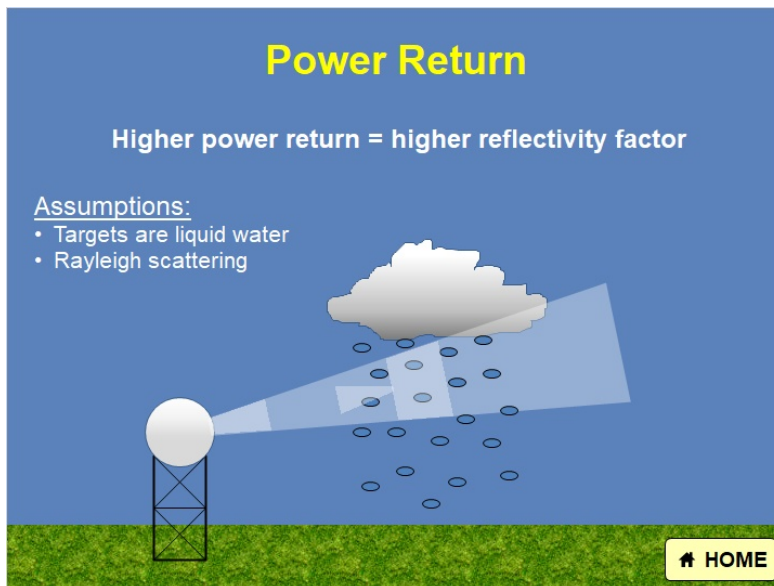 Power Return
Higher power return = higher reflectivity factor
Assumptions:
• Targets are liquid water
• Rayleigh scattering
HOME